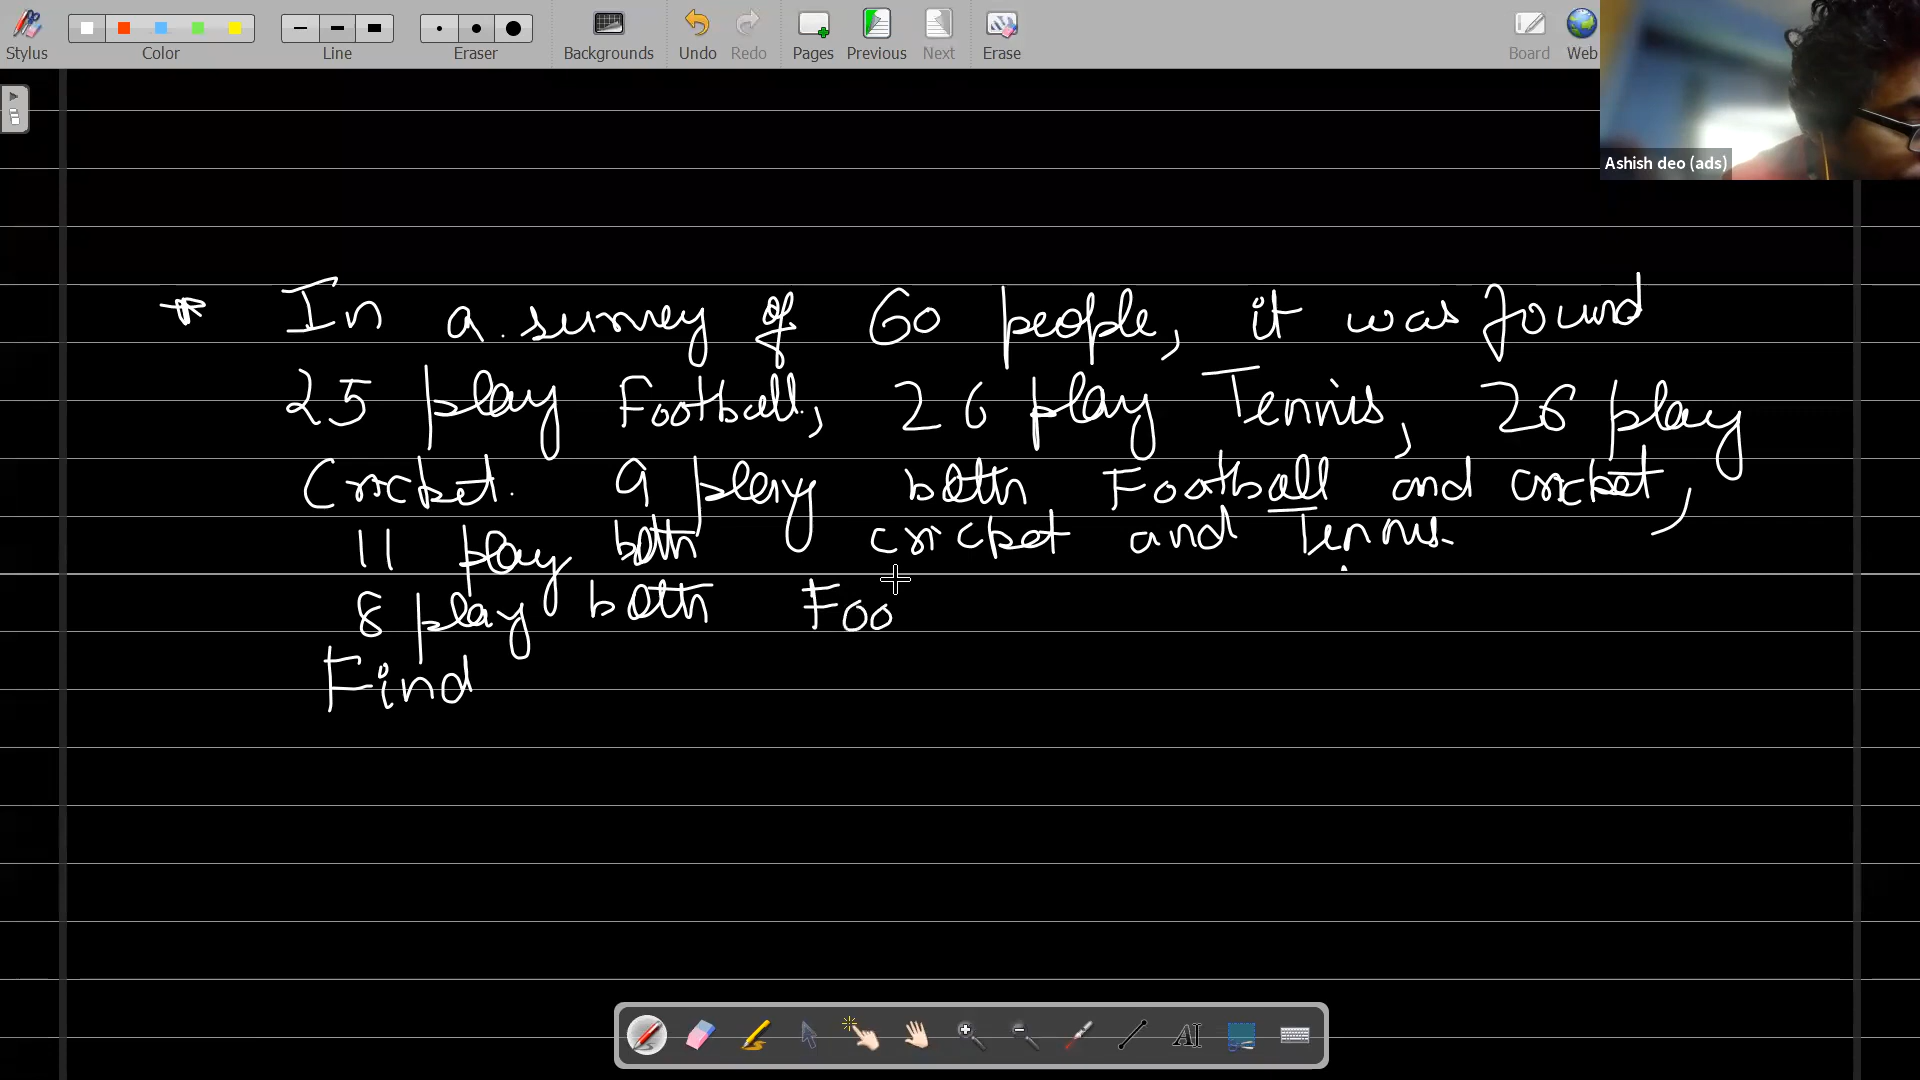 Stylus Color Line Eraser Backgrounds Undo Redo Pages Previous Next Erase Board Web
Ashish deo (ads)
* In a survey of 60 people, it was found
25 play Football, 26 play Tennis, 26 play
Cricket. 9 play both Football and cricket,
11 play both cricket and Tennis.
8 play both Foo
Find
AI